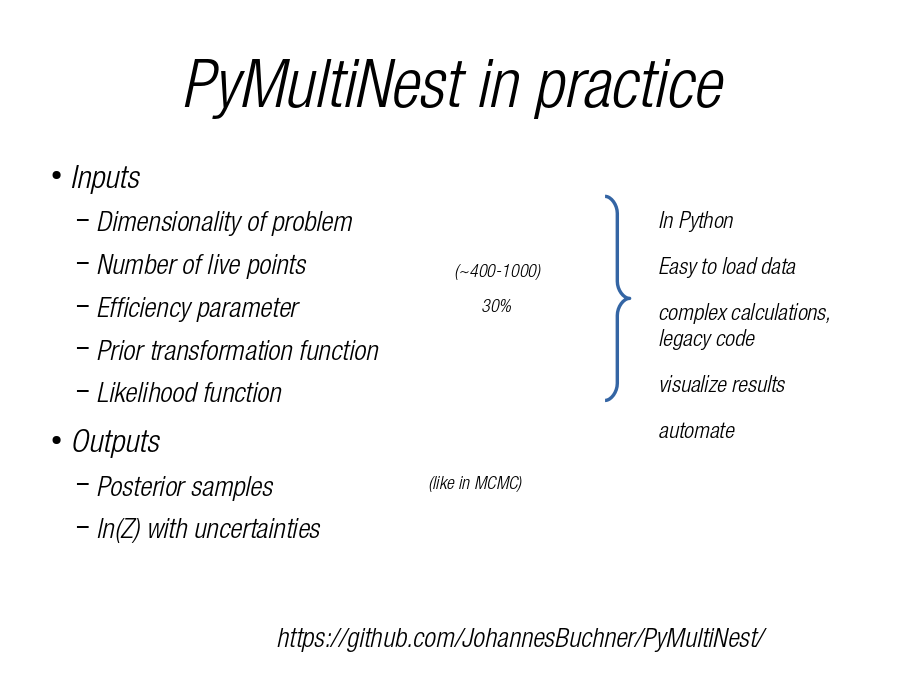 PyMultiNest in practice
• Inputs
– Dimensionality of problem
– Number of live points (~400-1000)
– Efficiency parameter 30%
– Prior transformation function
– Likelihood function
In Python
Easy to load data
complex calculations,
legacy code
visualize results
automate
• Outputs
– Posterior samples (like in MCMC)
– ln(Z) with uncertainties
https://github.com/JohannesBuchner/PyMultiNest/